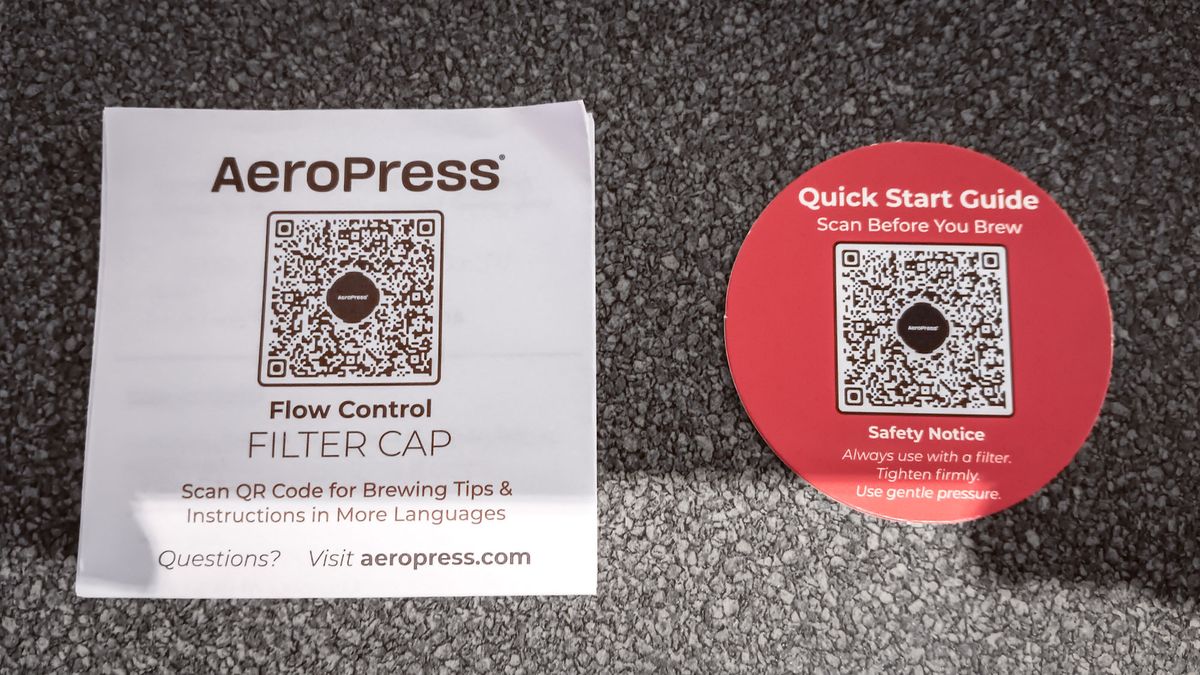 AeroPress®
AeroPress®
Flow Control
FILTER CAP
Scan QR Code for Brewing Tips &
Instructions in More Languages
Questions? Visit aeropress.com
Quick Start Guide
Scan Before You Brew
AeroPress®
Safety Notice
Always use with a filter.
Tighten firmly.
Use gentle pressure.